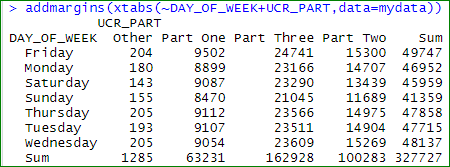 > addmargins(xtabs(~DAY_OF_WEEK+UCR_PART,data=mydata))
UCR_PART
DAY_OF_WEEK Other Part One Part Three Part Two Sum
Friday 204 9502 24741 15300 49747
Monday 180 8899 23166 14707 46952
Saturday 143 9087 23290 13439 45959
Sunday 155 8470 21045 11689 41359
Thursday 205 9112 23566 14975 47858
Tuesday 193 9107 23511 14904 47715
Wednesday 205 9054 23609 15269 48137
Sum 1285 63231 162928 100283 327727